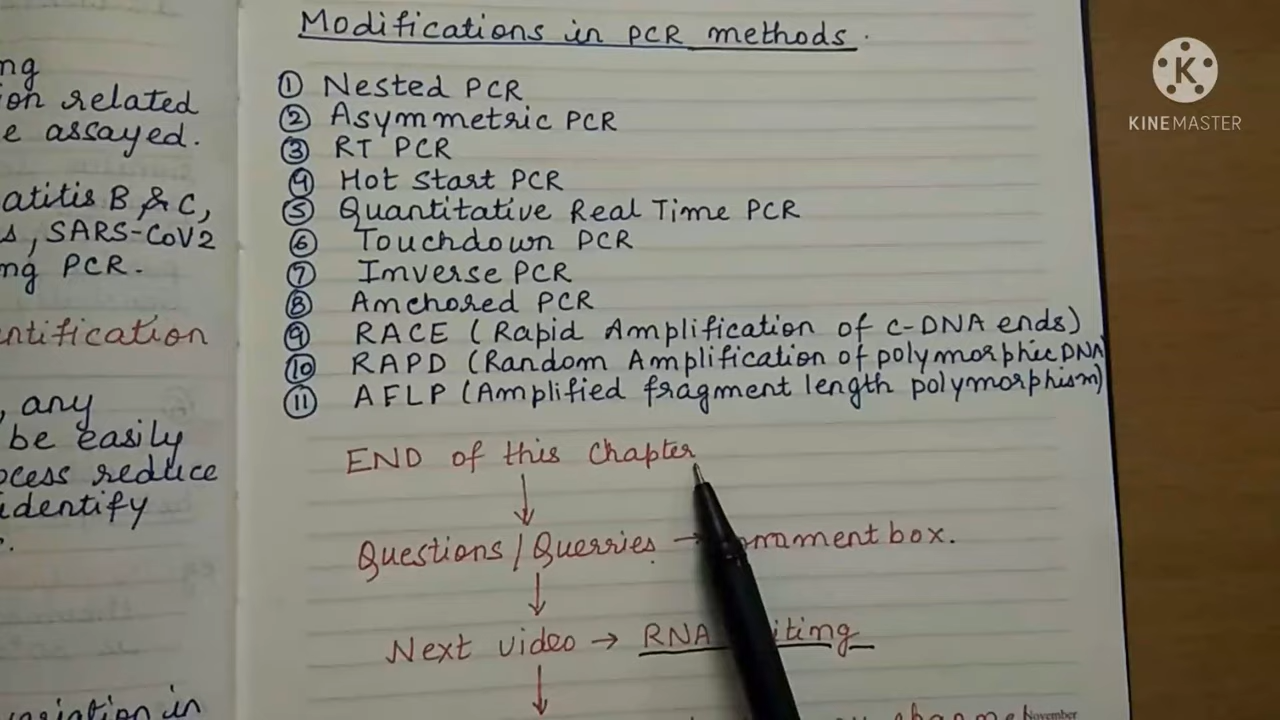 Modifications in PCR methods.
① Nested PCR
② Asymmetric PCR
③ RT PCR
④ Hot Start PCR
⑤ Quantitative Real Time PCR
⑥ Touchdown PCR
⑦ Inverse PCR
⑧ Anchored PCR
⑨ RACE (Rapid Amplification of c-DNA ends)
⑩ RAPD (Random Amplification of polymorphic DNA
⑪ AFLP (Amplified fragment length polymorphism)
END of this Chapter
↓
Questions / Querries → mament box.
↓
Next video → RNA iting
↓
November
ng
on related
e assayed.
atitis B & C,
s, SARS-CoV2
ng PCR.
ntification
, any
be easily
ocess reduce
identify
KINEMASTER